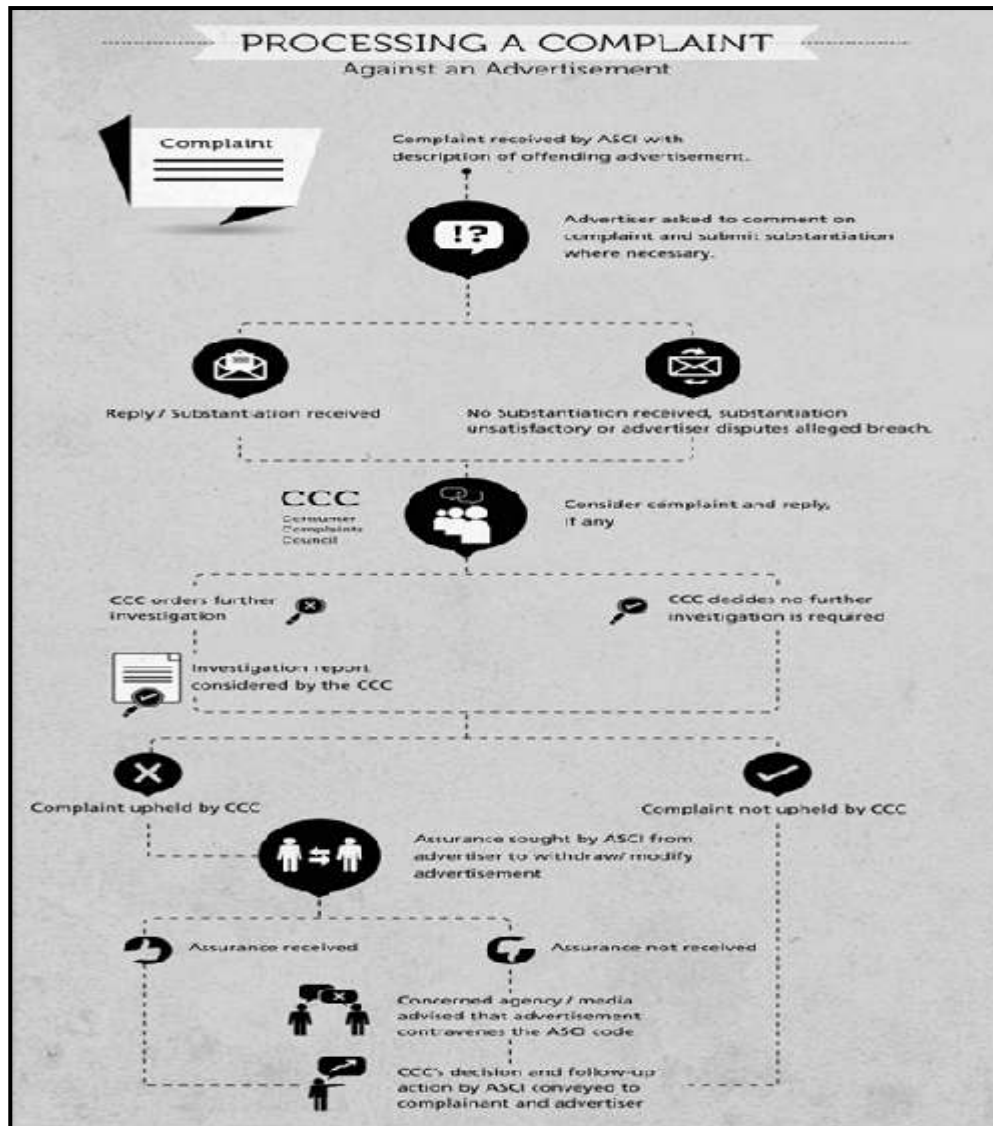 PROCESSING A COMPLAINT
Against an Advertisement
Complaint
Complaint received by ASCI with
description of offending advertisement.
!?
Advertiser asked to comment on
complaint and submit substantiation
where necessary.
Reply / Substantiation received
No Substantiation received, substantiation
unsatisfactory or advertiser disputes alleged breach.
CCC
Consumer
Complaints
Council
Consider complaint and reply,
if any
CCC orders further
investigation
CCC decides no further
investigation is required
Investigation report
considered by the CCC
Complaint upheld by CCC
Complaint not upheld by CCC
Assurance sought by ASCI from
advertiser to withdraw/ modify
advertisement
Assurance received
Assurance not received
Concerned agency / media
advised that advertisement
contravenes the ASCI code
CCC's decision and follow-up
action by ASCI conveyed to
complainant and advertiser